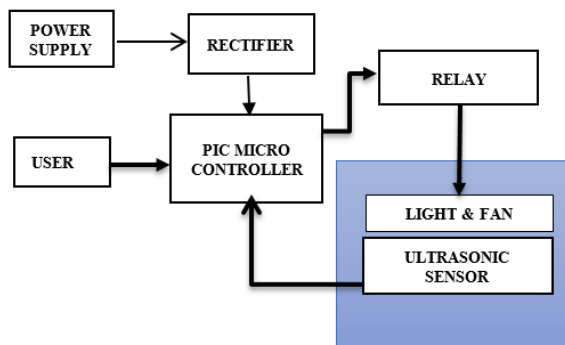 POWER
SUPPLY
RECTIFIER
RELAY
USER
PIC MICRO
CONTROLLER
LIGHT & FAN
ULTRASONIC
SENSOR